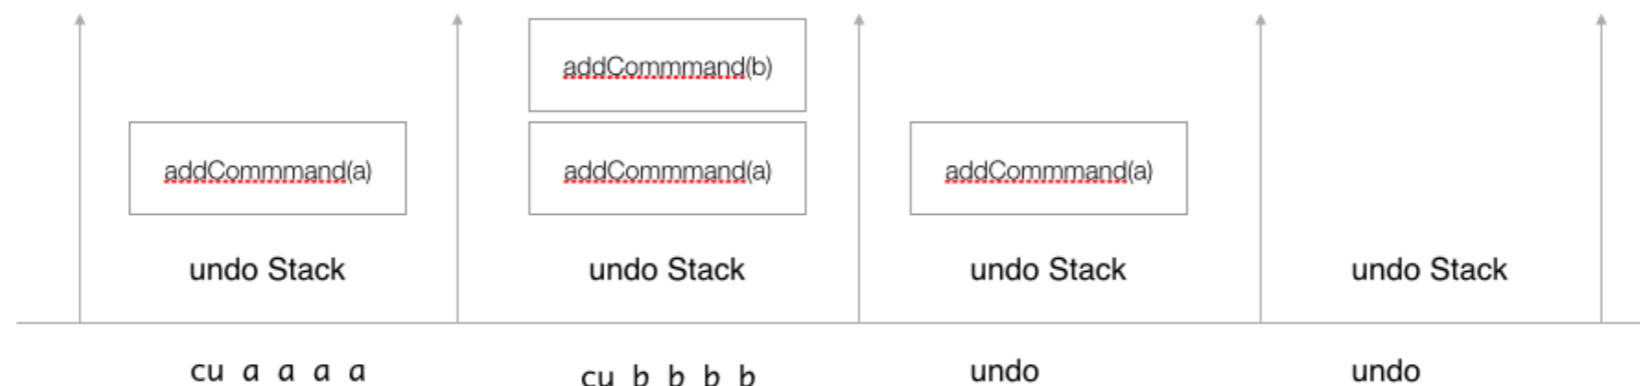 addCommmand(b)
addCommmand(a) addCommmand(a) addCommmand(a)
undo Stack undo Stack undo Stack undo Stack
cu a a a a cu b b b b undo undo